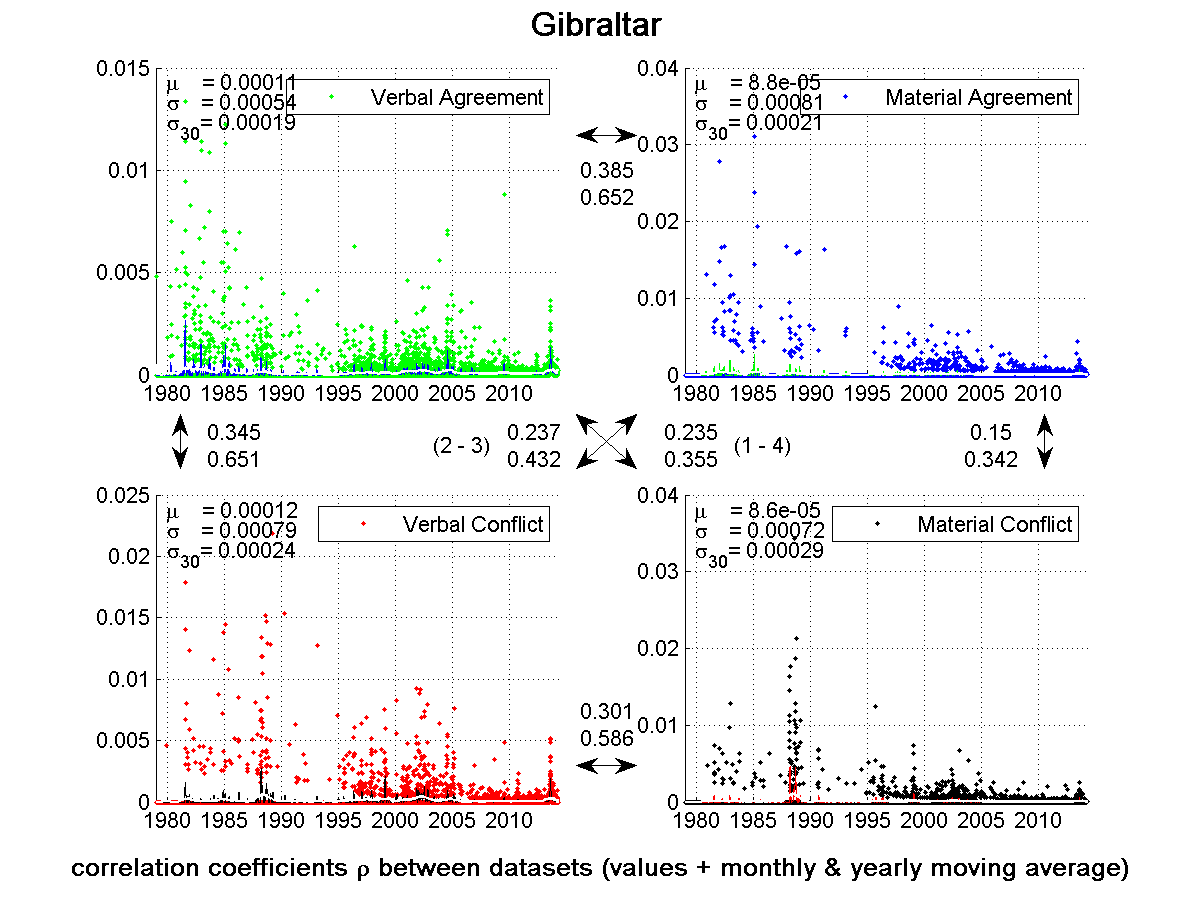 Gibraltar
0.015
0.01
0.005
0
μ = 0.00011
σ = 0.00054
σ30= 0.00019
Verbal Agreement
1980 1985 1990 1995 2000 2005 2010
0.385
0.652
0.04
0.03
0.02
0.01
0
μ = 8.8e-05
σ = 0.00081
σ30= 0.00021
Material Agreement
1980 1985 1990 1995 2000 2005 2010
0.345
0.651
(2 - 3)
0.237
0.432
0.235
0.355
(1 - 4)
0.15
0.342
0.025
0.02
0.015
0.01
0.005
0
μ = 0.00012
σ = 0.00079
σ30= 0.00024
Verbal Conflict
1980 1985 1990 1995 2000 2005 2010
0.301
0.586
0.04
0.03
0.02
0.01
0
μ = 8.6e-05
σ = 0.00072
σ30= 0.00029
Material Conflict
1980 1985 1990 1995 2000 2005 2010
correlation coefficients ρ between datasets (values + monthly & yearly moving average)